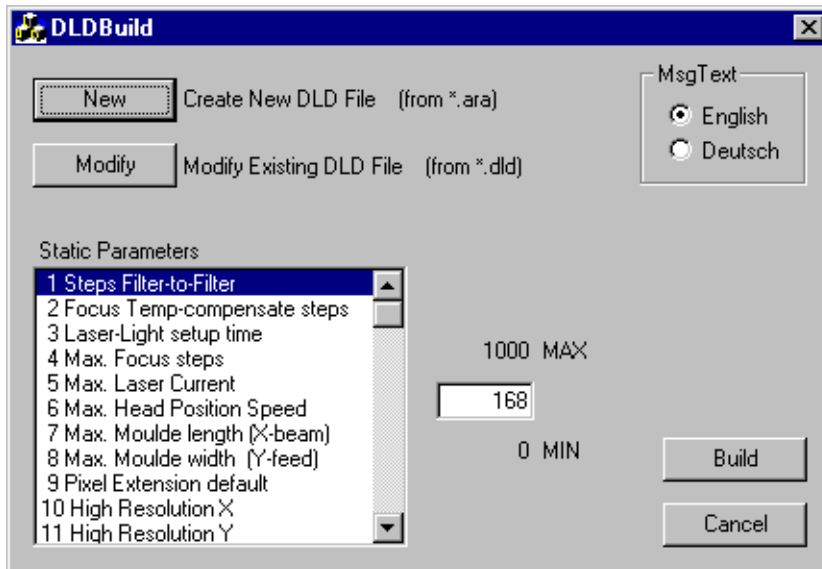 DLDBuild
New Create New DLD File (from *.ara)
Modify Modify Existing DLD File (from *.dld)
MsgText
English
Deutsch
Static Parameters
1 Steps Filter-to-Filter
2 Focus Temp-compensate steps
3 Laser-Light setup time
4 Max. Focus steps
5 Max. Laser Current
6 Max. Head Position Speed
7 Max. Moulde length (X-beam)
8 Max. Moulde width (Y-feed)
9 Pixel Extension default
10 High Resolution X
11 High Resolution Y
1000 MAX
168
0 MIN
Build
Cancel